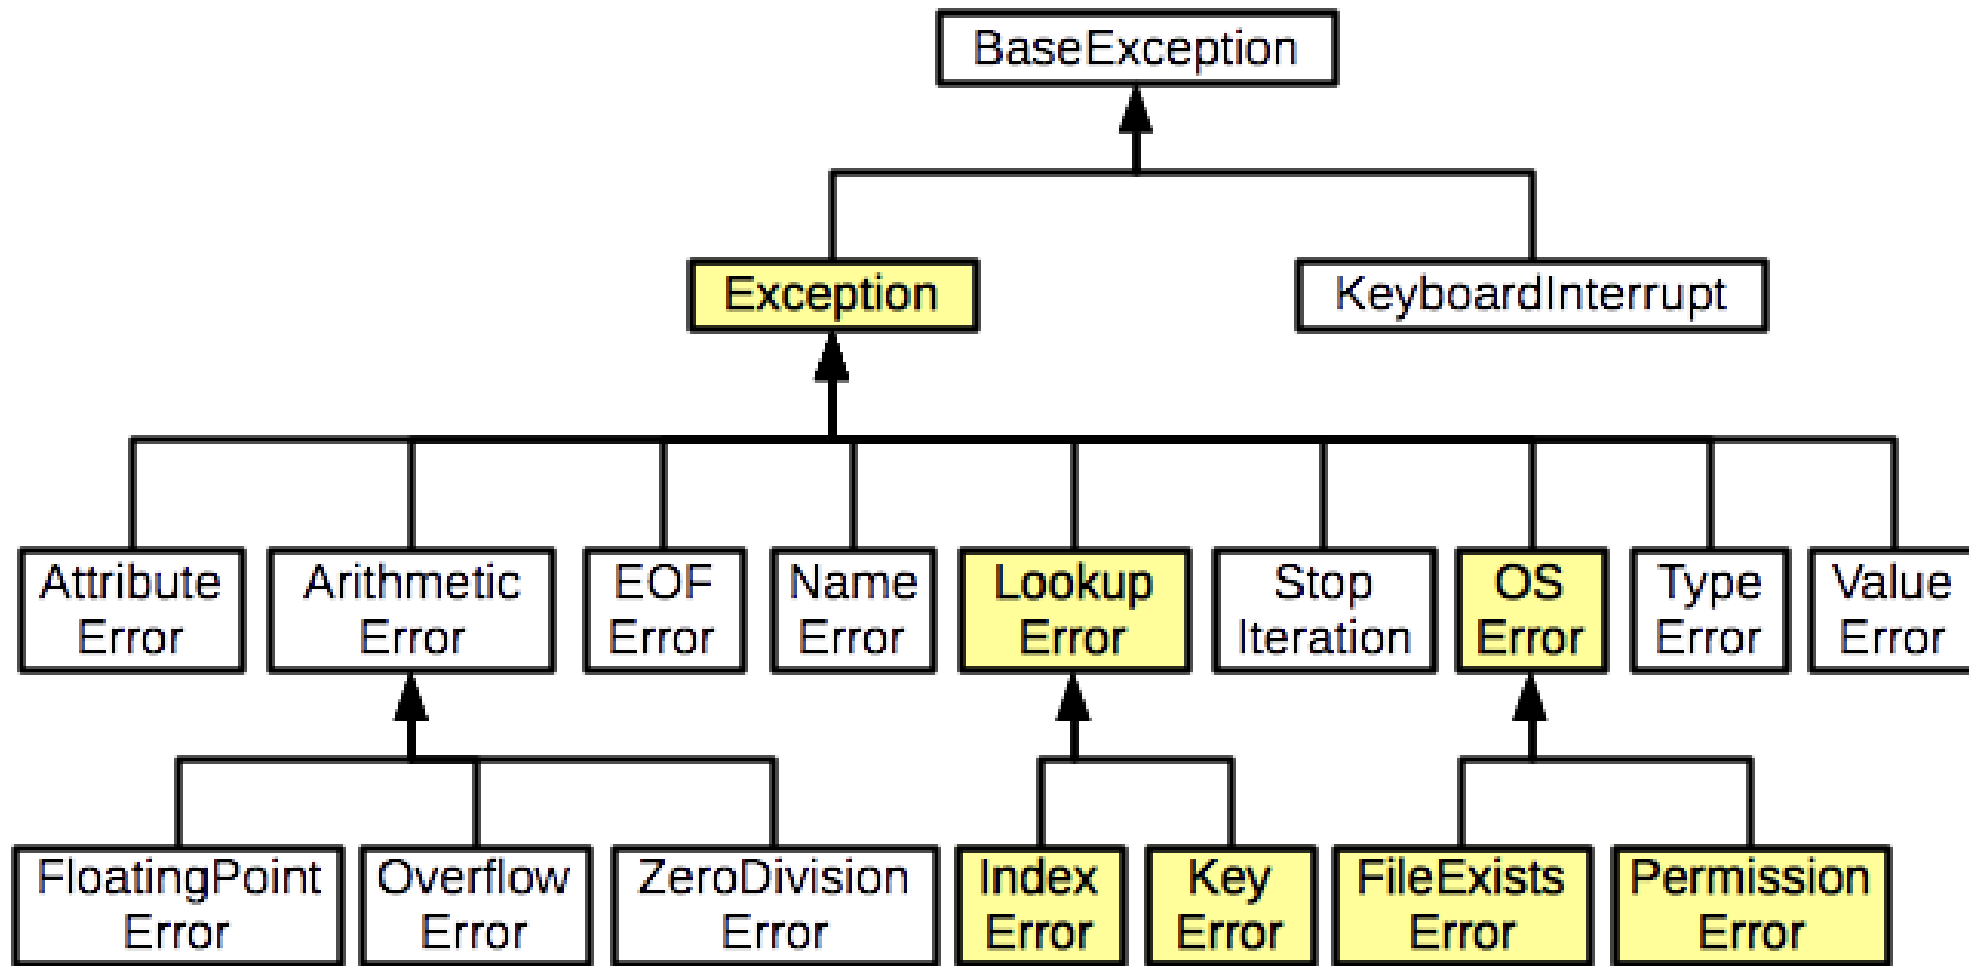 BaseException
Exception
KeyboardInterrupt
Attribute
Error
Arithmetic
Error
EOF
Error
Name
Error
Lookup
Error
Stop
Iteration
OS
Error
Type
Error
Value
Error
FloatingPoint
Error
Overflow
Error
ZeroDivision
Error
Index
Error
Key
Error
FileExists
Error
Permission
Error